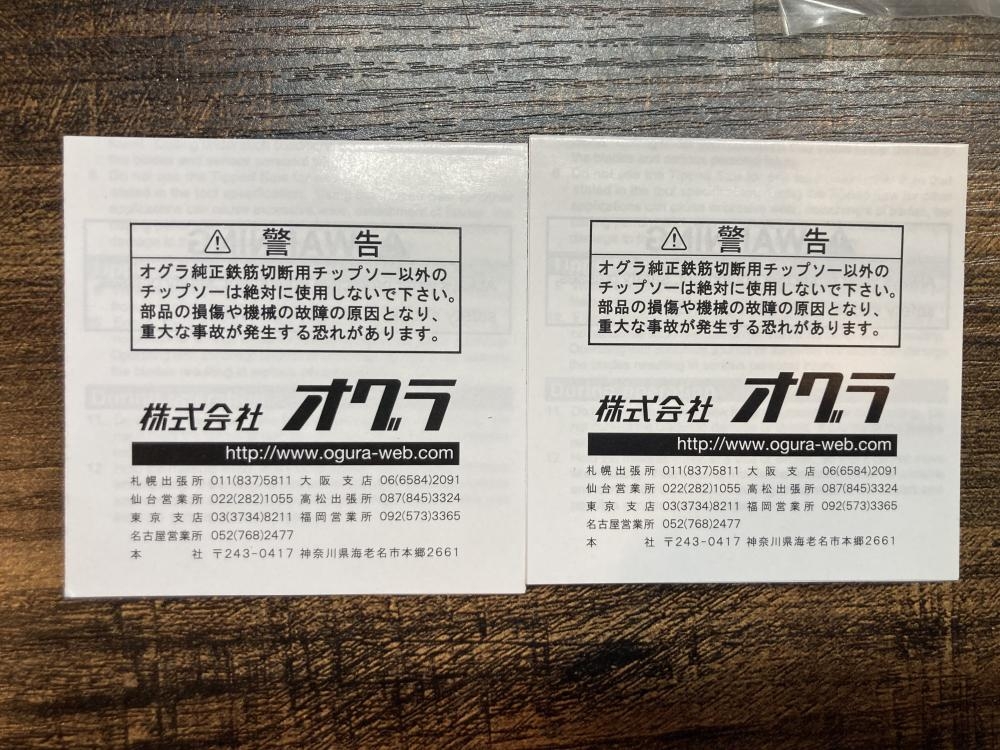 ⚠ 警告
オグラ純正鉄筋切断用チップソー以外の
チップソーは絶対に使用しないで下さい。
部品の損傷や機械の故障の原因となり、
重大な事故が発生する恐れがあります。
株式会社 オグラ
http://www.ogura-web.com
札幌出張所 011(837)5811 大阪支店 06(6584)2091
仙台営業所 022(282)1055 高松出張所 087(845)3324
東京支店 03(3734)8211 福岡営業所 092(573)3365
名古屋営業所 052(768)2477
本社 〒243-0417 神奈川県海老名市本郷2661
⚠ 警告
オグラ純正鉄筋切断用チップソー以外の
チップソーは絶対に使用しないで下さい。
部品の損傷や機械の故障の原因となり、
重大な事故が発生する恐れがあります。
株式会社 オグラ
http://www.ogura-web.com
札幌出張所 011(837)5811 大阪支店 06(6584)2091
仙台営業所 022(282)1055 高松出張所 087(845)3324
東京支店 03(3734)8211 福岡営業所 092(573)3365
名古屋営業所 052(768)2477
本社 〒243-0417 神奈川県海老名市本郷2661